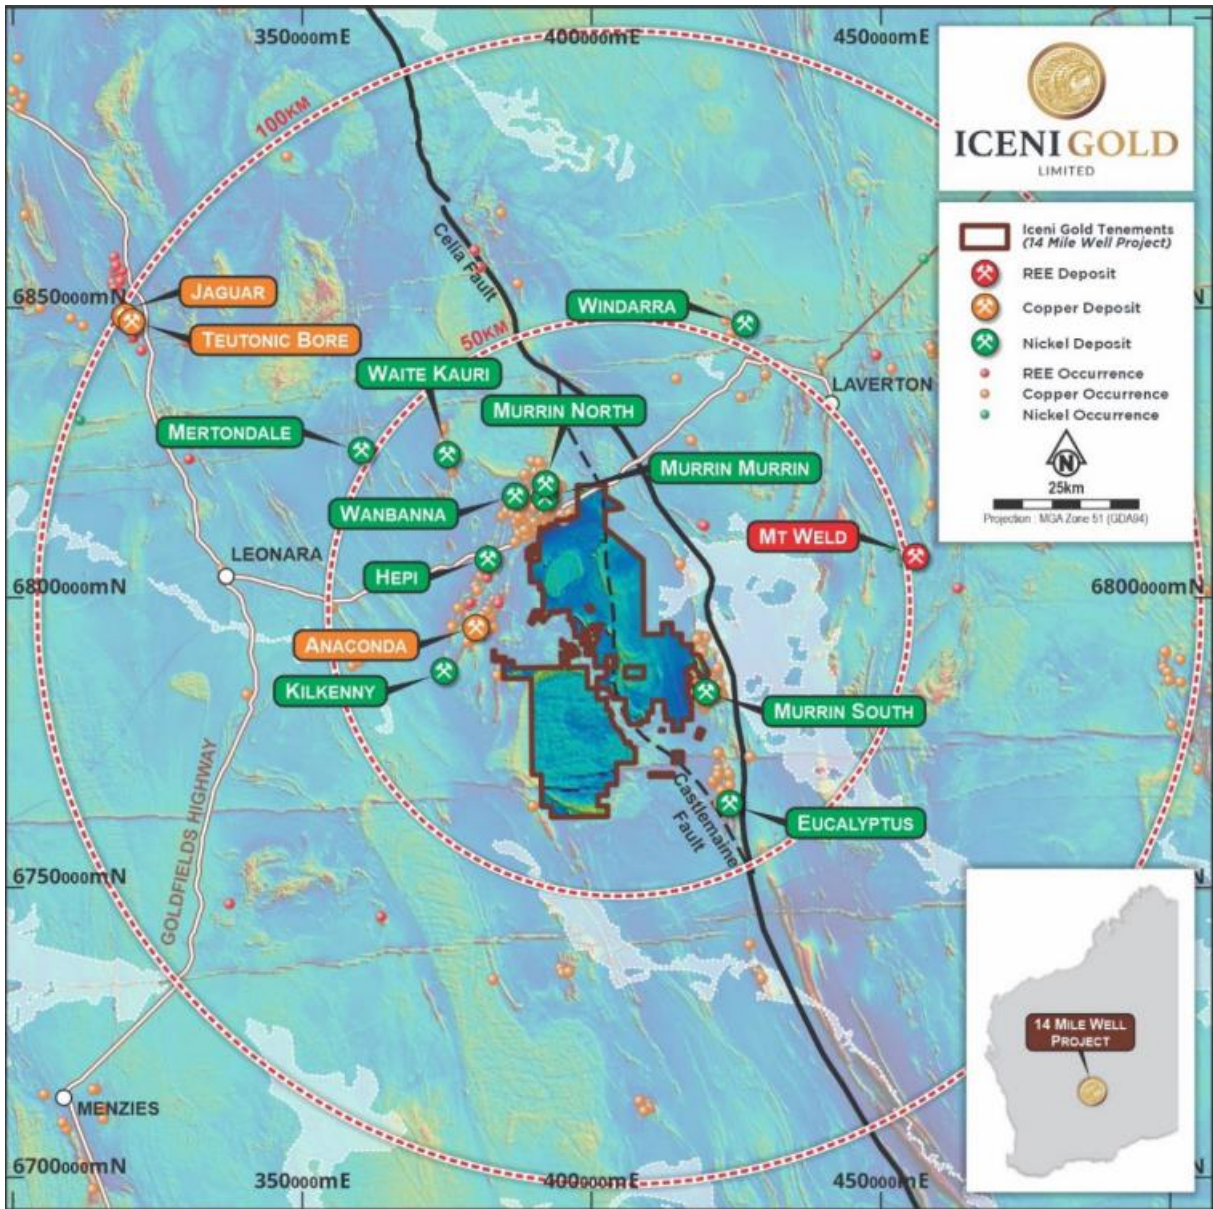 350000mE
400000mE
450000mE
100KM
ICENI GOLD
LIMITED
Iceni Gold Tenements
(14 Mile Well Project)
REE Deposit
Copper Deposit
Nickel Deposit
REE Occurrence
Copper Occurrence
Nickel Occurrence
N
25km
Projection : MGA Zone 51 (GDA94)
Celia Fault
6850000mN
N
JAGUAR
TEUTONIC BORE
WINDARRA
50KM
WAITE KAURI
LAVERTON
MURRIN NORTH
MERTONDALE
MURRIN MURRIN
WANBANNA
MT WELD
LEONARA
HEPI
6800000mN
6800000mN
ANACONDA
KILKENNY
MURRIN SOUTH
GOLDFIELDS HIGHWAY
Castlemaine
Fault
EUCALYPTUS
6750000mN
14 MILE WELL
PROJECT
MENZIES
6700000mN
N
350000mE
400000mE
450000mE